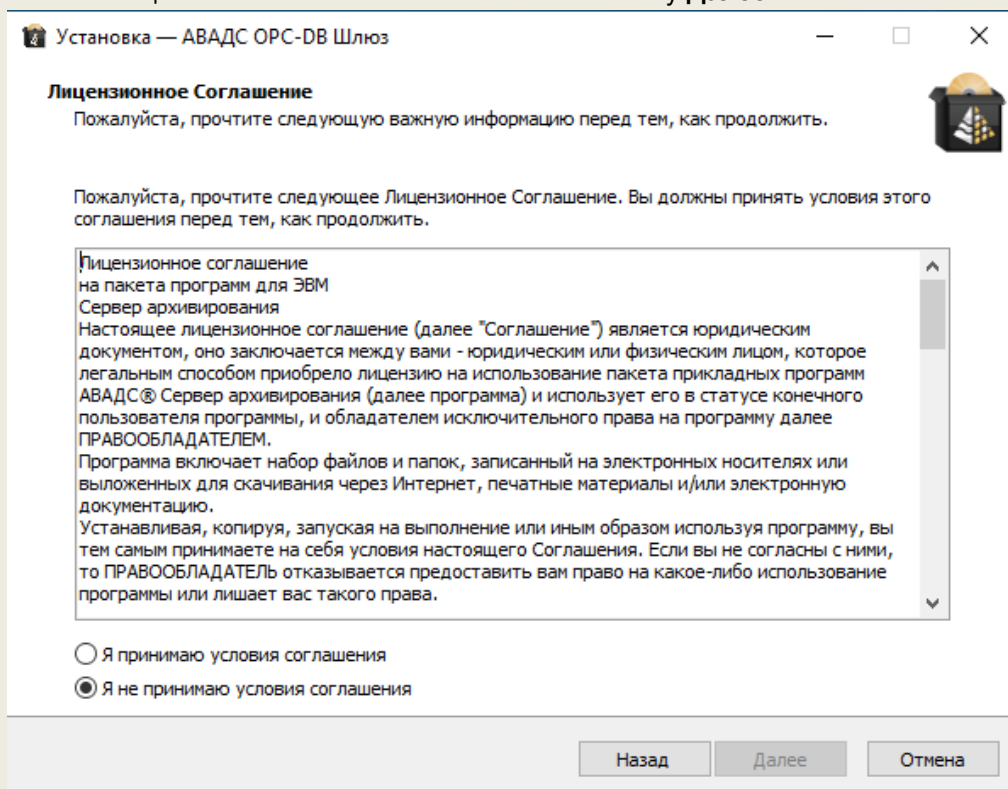 Установка — АВАДС OPC-DB Шлюз
Лицензионное Соглашение
Пожалуйста, прочтите следующую важную информацию перед тем, как продолжить.
Пожалуйста, прочтите следующее Лицензионное Соглашение. Вы должны принять условия этого
соглашения перед тем, как продолжить.
Лицензионное соглашение
на пакета программ для ЭВМ
Сервер архивирования
Настоящее лицензионное соглашение (далее "Соглашение") является юридическим
документом, оно заключается между вами - юридическим или физическим лицом, которое
легальным способом приобрело лицензию на использование пакета прикладных программ
АВАДС® Сервер архивирования (далее программа) и использует его в статусе конечного
пользователя программы, и обладателем исключительного права на программу далее
ПРАВООБЛАДАТЕЛЕМ.
Программа включает набор файлов и папок, записанный на электронных носителях или
выложенных для скачивания через Интернет, печатные материалы и/или электронную
документацию.
Устанавливая, копируя, запуская на выполнение или иным образом используя программу, вы
тем самым принимаете на себя условия настоящего Соглашения. Если вы не согласны с ними,
то ПРАВООБЛАДАТЕЛЬ отказывается предоставить вам право на какое-либо использование
программы или лишает вас такого права.
Я принимаю условия соглашения
Я не принимаю условия соглашения
Назад Далее Отмена